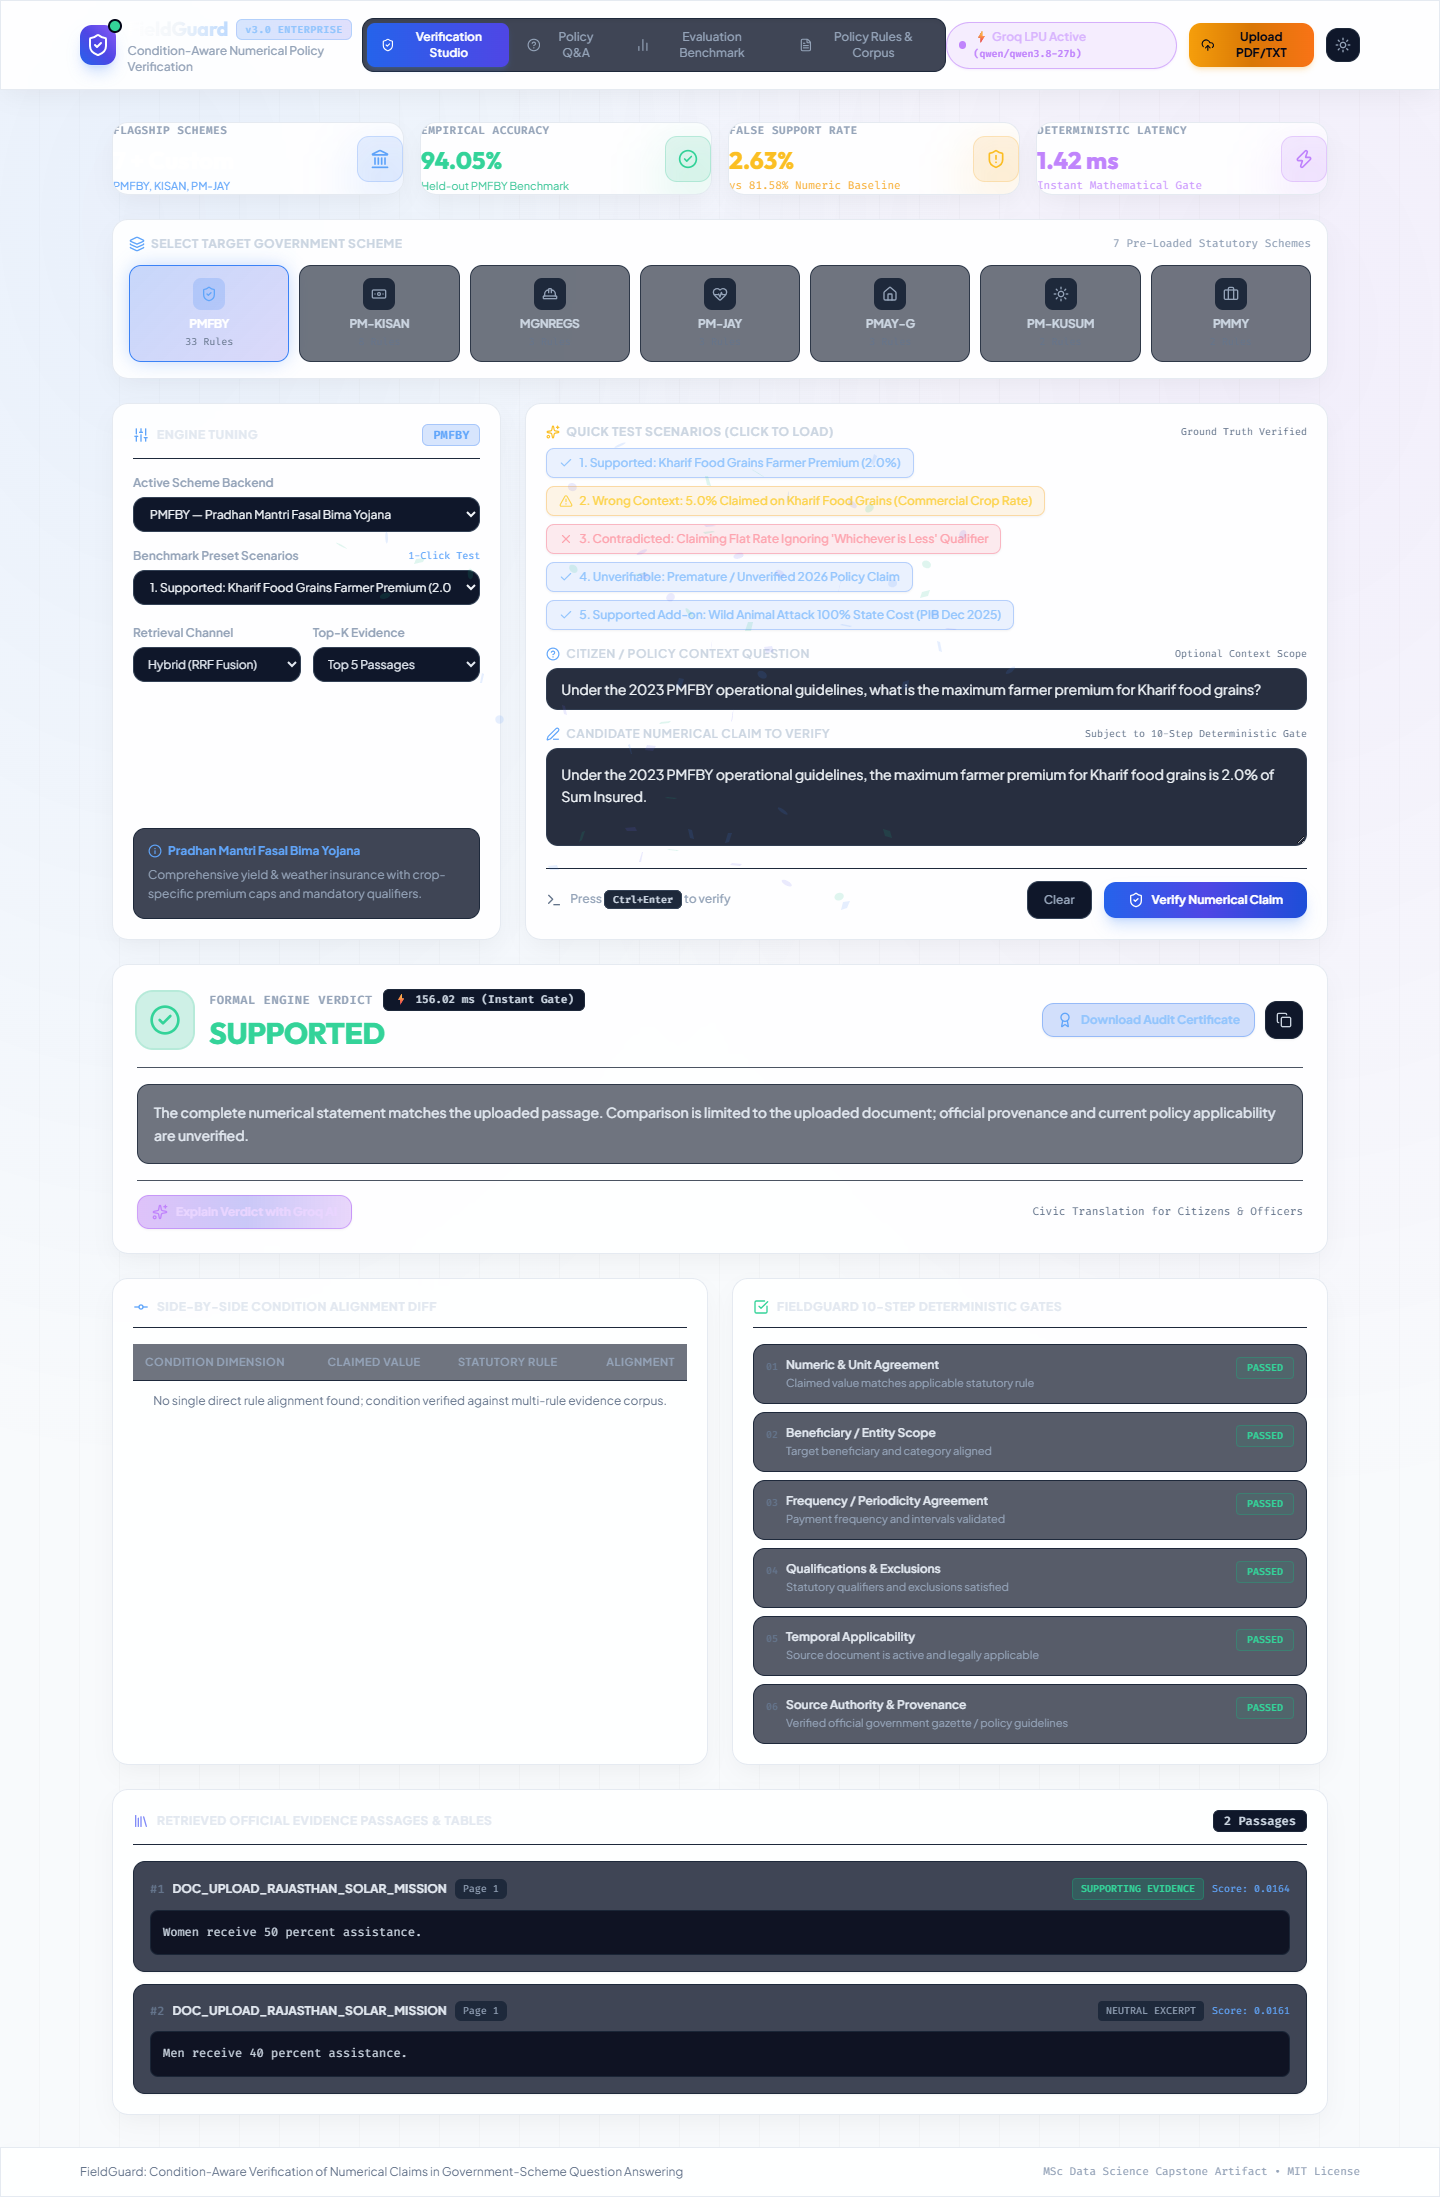 FieldGuard v3.0 ENTERPRISE
Condition-Aware Numerical Policy
Verification
Verification
Studio
Policy
Q&A
Evaluation
Benchmark
Policy Rules &
Corpus
Groq LPU Active
(qwen/qwen3.8-27b)
Upload
PDF/TXT
FLAGSHIP SCHEMES
PMFBY, KISAN, PM-JAY
EMPIRICAL ACCURACY
94.05%
Held-out PMFBY Benchmark
FALSE SUPPORT RATE
2.63%
vs 81.58% Numeric Baseline
DETERMINISTIC LATENCY
1.42 ms
Instant Mathematical Gate
SELECT TARGET GOVERNMENT SCHEME
7 Pre-Loaded Statutory Schemes
PMFBY
33 Rules
PM-KISAN
MGNREGS
PM-JAY
PMAY-G
PM-KUSUM
PMMY
ENGINE TUNING
PMFBY
Active Scheme Backend
PMFBY — Pradhan Mantri Fasal Bima Yojana
Benchmark Preset Scenarios
1-Click Test
1. Supported: Kharif Food Grains Farmer Premium (2.0
Retrieval Channel
Top-K Evidence
Hybrid (RRF Fusion)
Top 5 Passages
Pradhan Mantri Fasal Bima Yojana
Comprehensive yield & weather insurance with crop-
specific premium caps and mandatory qualifiers.
QUICK TEST SCENARIOS (CLICK TO LOAD)
Ground Truth Verified
1. Supported: Kharif Food Grains Farmer Premium (2.0%)
2. Wrong Context: 5.0% Claimed on Kharif Food Grains (Commercial Crop Rate)
3. Contradicted: Claiming Flat Rate Ignoring 'Whichever is Less' Qualifier
4. Unverifiable: Premature / Unverified 2026 Policy Claim
5. Supported Add-on: Wild Animal Attack 100% State Cost (PIB Dec 2025)
CITIZEN / POLICY CONTEXT QUESTION
Optional Context Scope
Under the 2023 PMFBY operational guidelines, what is the maximum farmer premium for Kharif food grains?
CANDIDATE NUMERICAL CLAIM TO VERIFY
Subject to 10-Step Deterministic Gate
Under the 2023 PMFBY operational guidelines, the maximum farmer premium for Kharif food grains is 2.0% of
Sum Insured.
Press Ctrl+Enter to verify
Clear
Verify Numerical Claim
FORMAL ENGINE VERDICT
156.02 ms (Instant Gate)
SUPPORTED
Download Audit Certificate
The complete numerical statement matches the uploaded passage. Comparison is limited to the uploaded document; official provenance and current policy applicability
are unverified.
Explain Verdict with Groq
Civic Translation for Citizens & Officers
SIDE-BY-SIDE CONDITION ALIGNMENT DIFF
CONDITION DIMENSION
CLAIMED VALUE
STATUTORY RULE
ALIGNMENT
No single direct rule alignment found; condition verified against multi-rule evidence corpus.
FIELDGUARD 10-STEP DETERMINISTIC GATES
01 Numeric & Unit Agreement
PASSED
Claimed value matches applicable statutory rule
02 Beneficiary / Entity Scope
PASSED
Target beneficiary and category aligned
03 Frequency / Periodicity Agreement
PASSED
Payment frequency and intervals validated
04 Qualifications & Exclusions
PASSED
Statutory qualifiers and exclusions satisfied
05 Temporal Applicability
PASSED
Source document is active and legally applicable
06 Source Authority & Provenance
PASSED
Verified official government gazette / policy guidelines
RETRIEVED OFFICIAL EVIDENCE PASSAGES & TABLES
2 Passages
#1 DOC_UPLOAD_RAJASTHAN_SOLAR_MISSION Page 1
SUPPORTING EVIDENCE Score: 0.0164
Women receive 50 percent assistance.
#2 DOC_UPLOAD_RAJASTHAN_SOLAR_MISSION Page 1
NEUTRAL EXCERPT Score: 0.0161
Men receive 40 percent assistance.
FieldGuard: Condition-Aware Verification of Numerical Claims in Government-Scheme Question Answering
MSc Data Science Capstone Artifact • MIT License